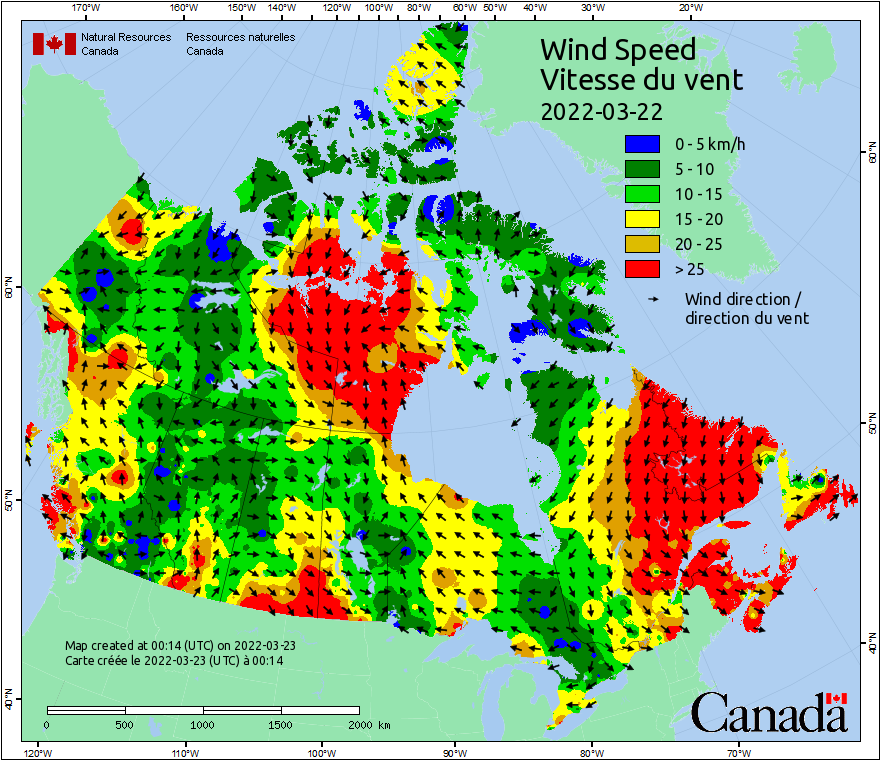 170°W 160°W 150°W 140°W 130°W 120°W 110°W 100°W 90°W 80°W 70°W 60°W 50°W 40°W 30°W 20°W
Natural Resources Ressources naturelles
Canada Canada
Wind Speed
Vitesse du vent
2022-03-22
0 - 5 km/h
5 - 10
10 - 15
15 - 20
20 - 25
> 25
Wind direction /
direction du vent
60°N 60°N
50°N 50°N
40°N 40°N
Map created at 00:14 (UTC) on 2022-03-23
Carte créée le 2022-03-23 (UTC) à 00:14
0 500 1000 1500 2000 km
Canada
120°W 110°W 100°W 90°W 80°W 70°W